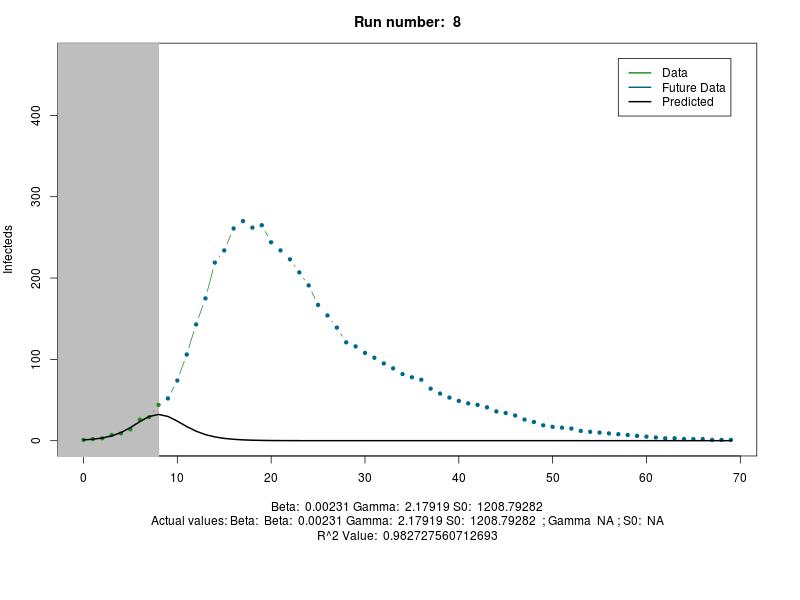 Run number: 8
Data
Future Data
Predicted
Infecteds
400
300
200
100
0
0 10 20 30 40 50 60 70
Beta: 0.00231 Gamma: 2.17919 S0: 1208.79282
Actual values: Beta: Beta: 0.00231 Gamma: 2.17919 S0: 1208.79282 ; Gamma NA ; S0: NA
R^2 Value: 0.982727560712693